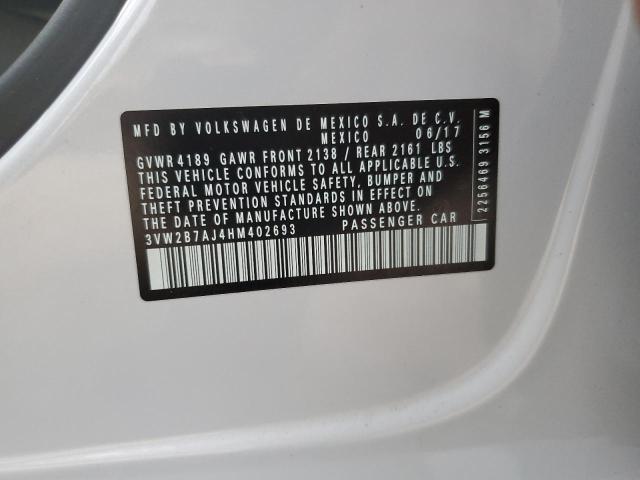 MFD BY VOLKSWAGEN DE MEXICO S.A. DE C.V.
MEXICO 06/17
GVWR 4189 GAWR FRONT 2138 / REAR 2161 LBS
THIS VEHICLE CONFORMS TO ALL APPLICABLE U.S.
FEDERAL MOTOR VEHICLE SAFETY, BUMPER AND
THEFT PREVENTION STANDARDS IN EFFECT ON
THE DATE OF MANUFACTURE SHOWN ABOVE.
3VW2B7AJ4HM402693 PASSENGER CAR
2256469 3156 M